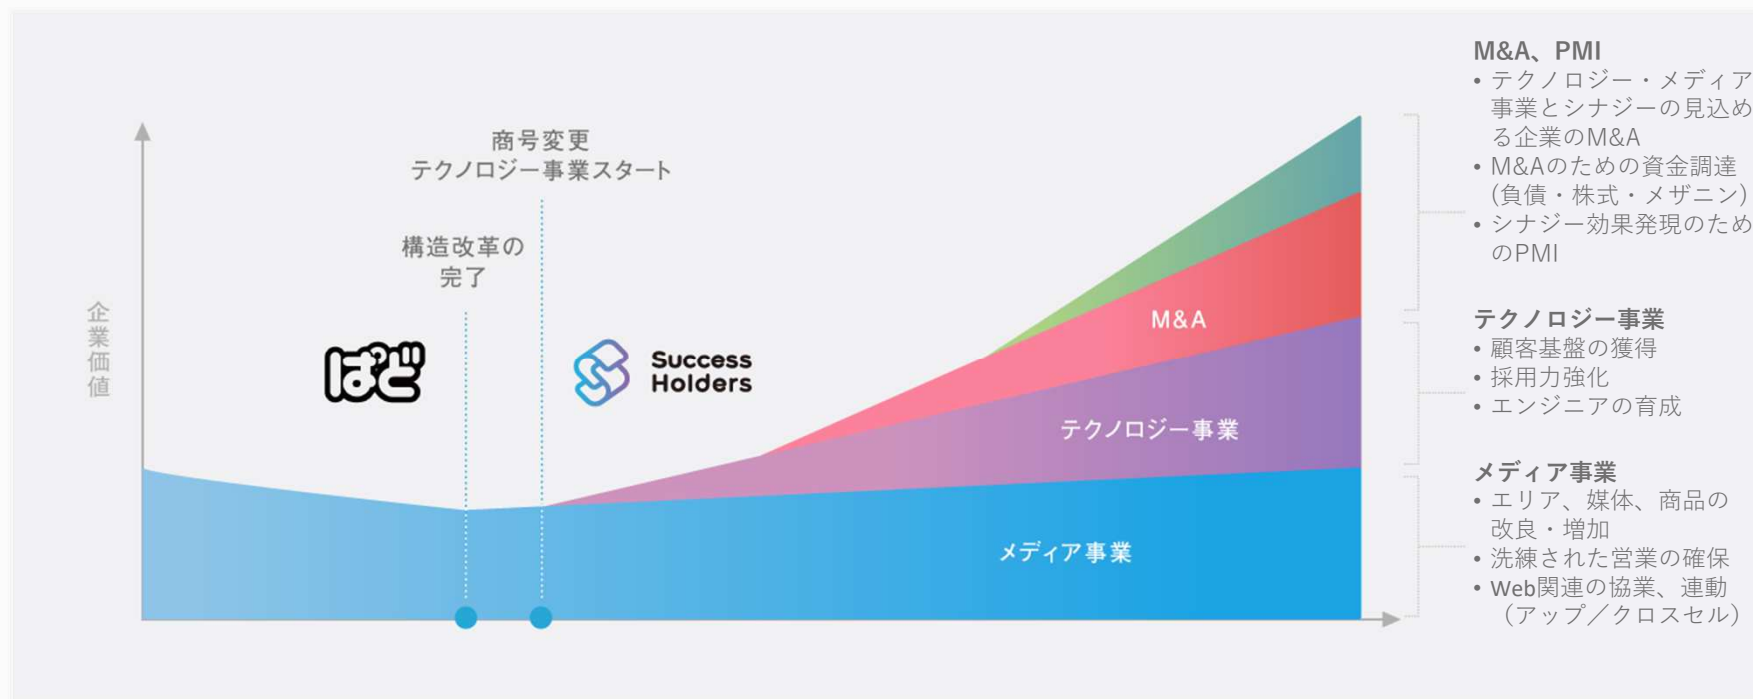 商号変更
テクノロジー事業スタート
構造改革の
完了
企業価値
ぱど
Success
Holders
M&A
テクノロジー事業
メディア事業
M&A、PMI
• テクノロジー・メディア
事業とシナジーの見込め
る企業のM&A
• M&Aのための資金調達
(負債・株式・メザニン)
• シナジー効果発現のため
のPMI
テクノロジー事業
• 顧客基盤の獲得
• 採用力強化
• エンジニアの育成
メディア事業
• エリア、媒体、商品の
改良・増加
• 洗練された営業の確保
• Web関連の協業、連動
（アップ／クロスセル）